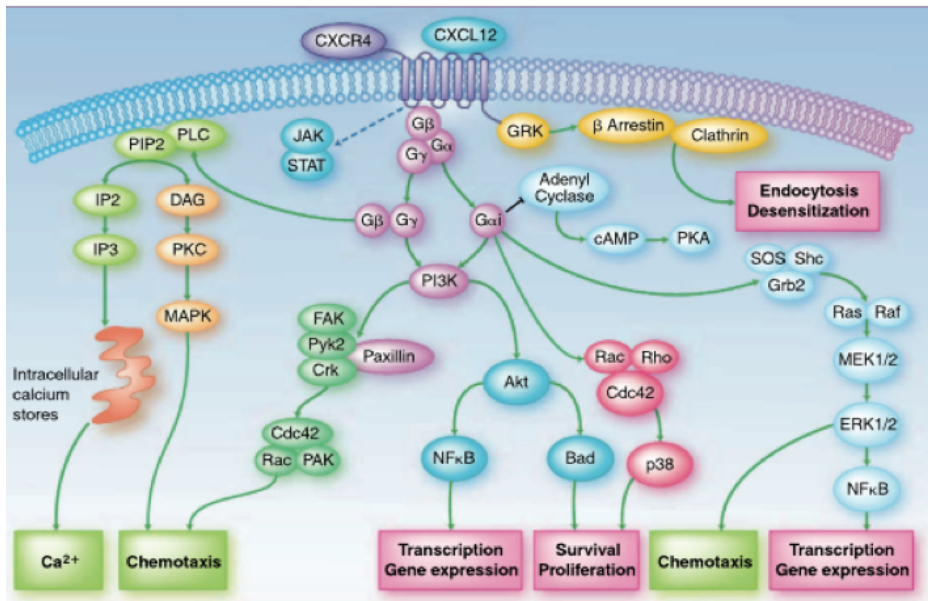 CXCR4
CXCL12
JAK
STAT
Gβ
Gα
Gγ
GRK
β Arrestin
Clathrin
PIP2
PLC
Endocytosis
Desensitization
IP2
DAG
IP3
PKC
MAPK
Gβ
Gγ
Gαi
Adenyl
Cyclase
cAMP
PKA
PI3K
SOS
Shc
Grb2
Ras
Raf
MEK1/2
ERK1/2
NFκB
FAK
Pyk2
Paxillin
Crk
Akt
Rac
Rho
Cdc42
p38
Intracellular
calcium
stores
Cdc42
Rac
PAK
NFκB
Bad
Ca2+
Chemotaxis
Transcription
Gene expression
Survival
Proliferation
Chemotaxis
Transcription
Gene expression